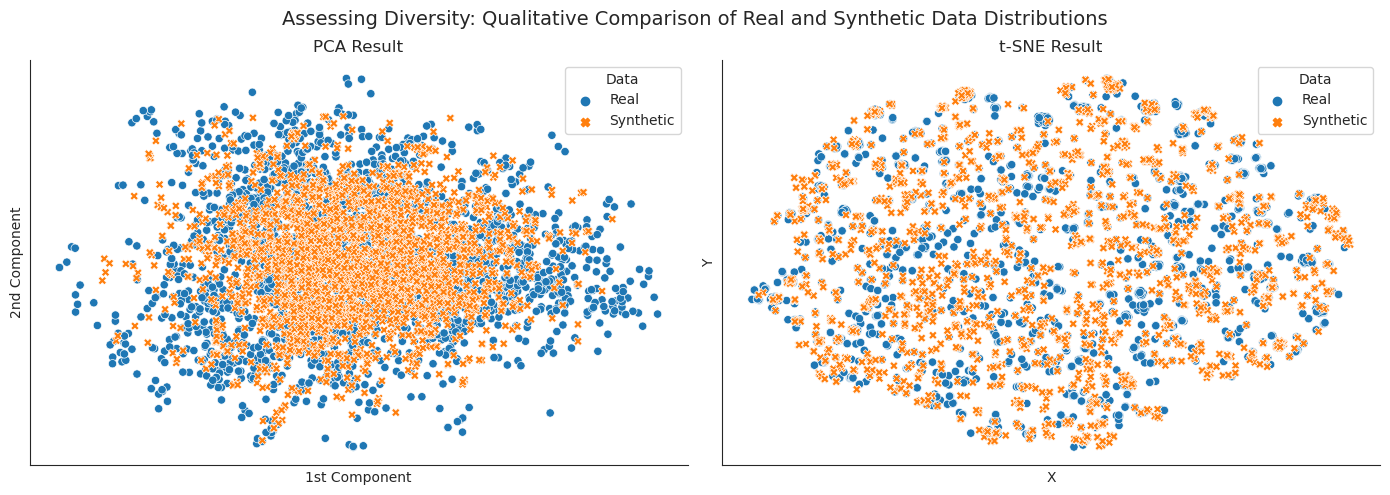 Assessing Diversity: Qualitative Comparison of Real and Synthetic Data Distributions
PCA Result
Data
Real
Synthetic
2nd Component
1st Component
t-SNE Result
Data
Real
Synthetic
Y
X